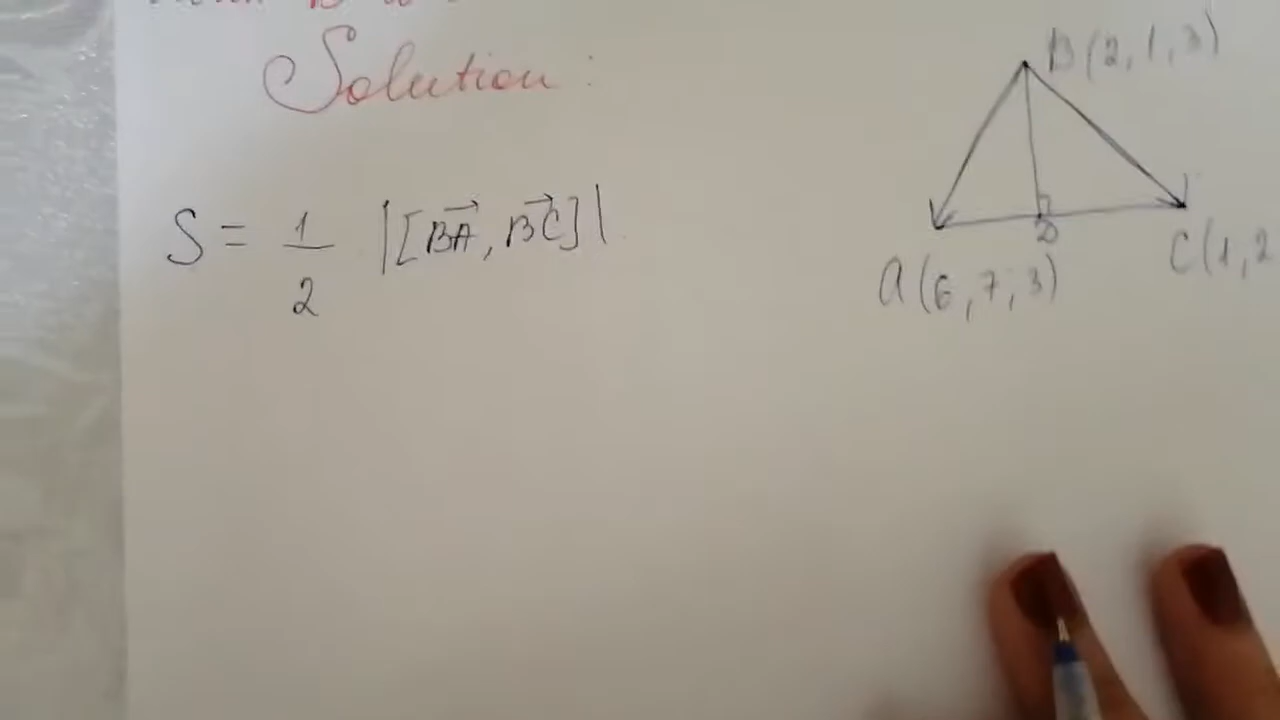 Solution:
B(2, 1, 3)
S = 1/2 |[BA, BC]|
D
A(6, 7, 3)
C(1, 2